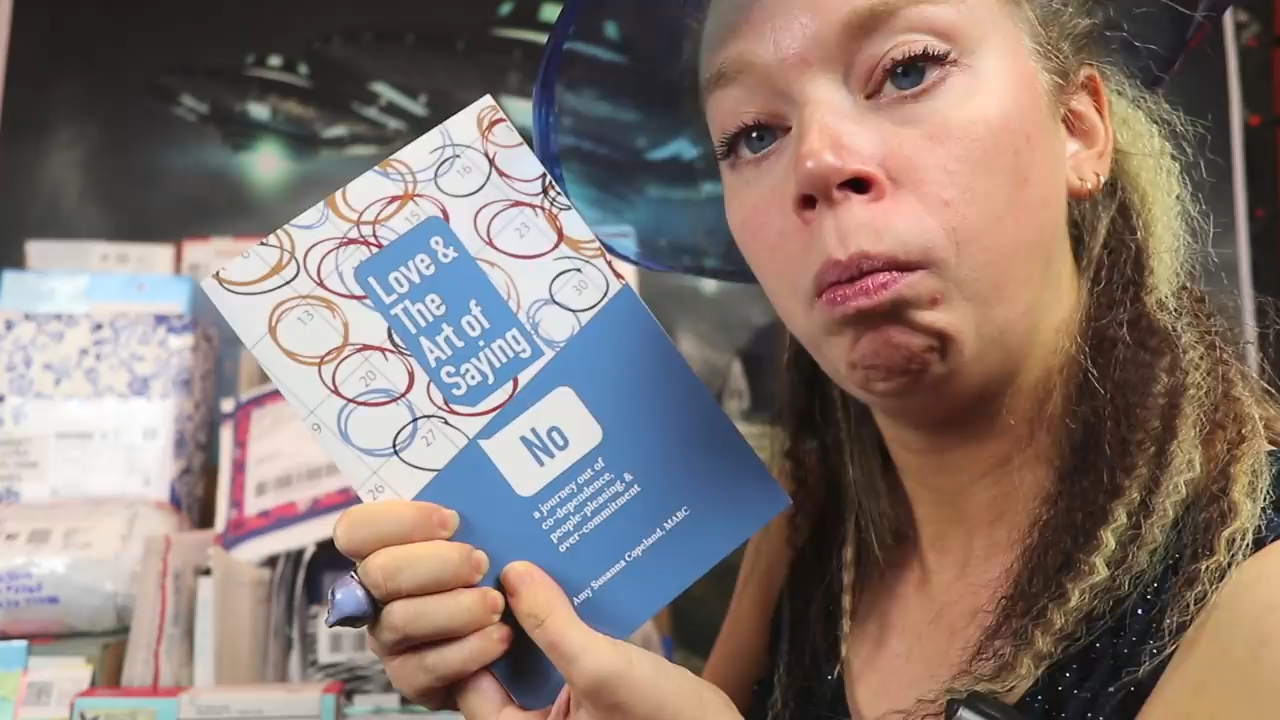 16
15
23
30
13
20
9
27
26
Love &
The
Art of
Saying
No
a journey out of
co-dependence,
people-pleasing, &
over-commitment
Amy Susanna Copeland, MABC